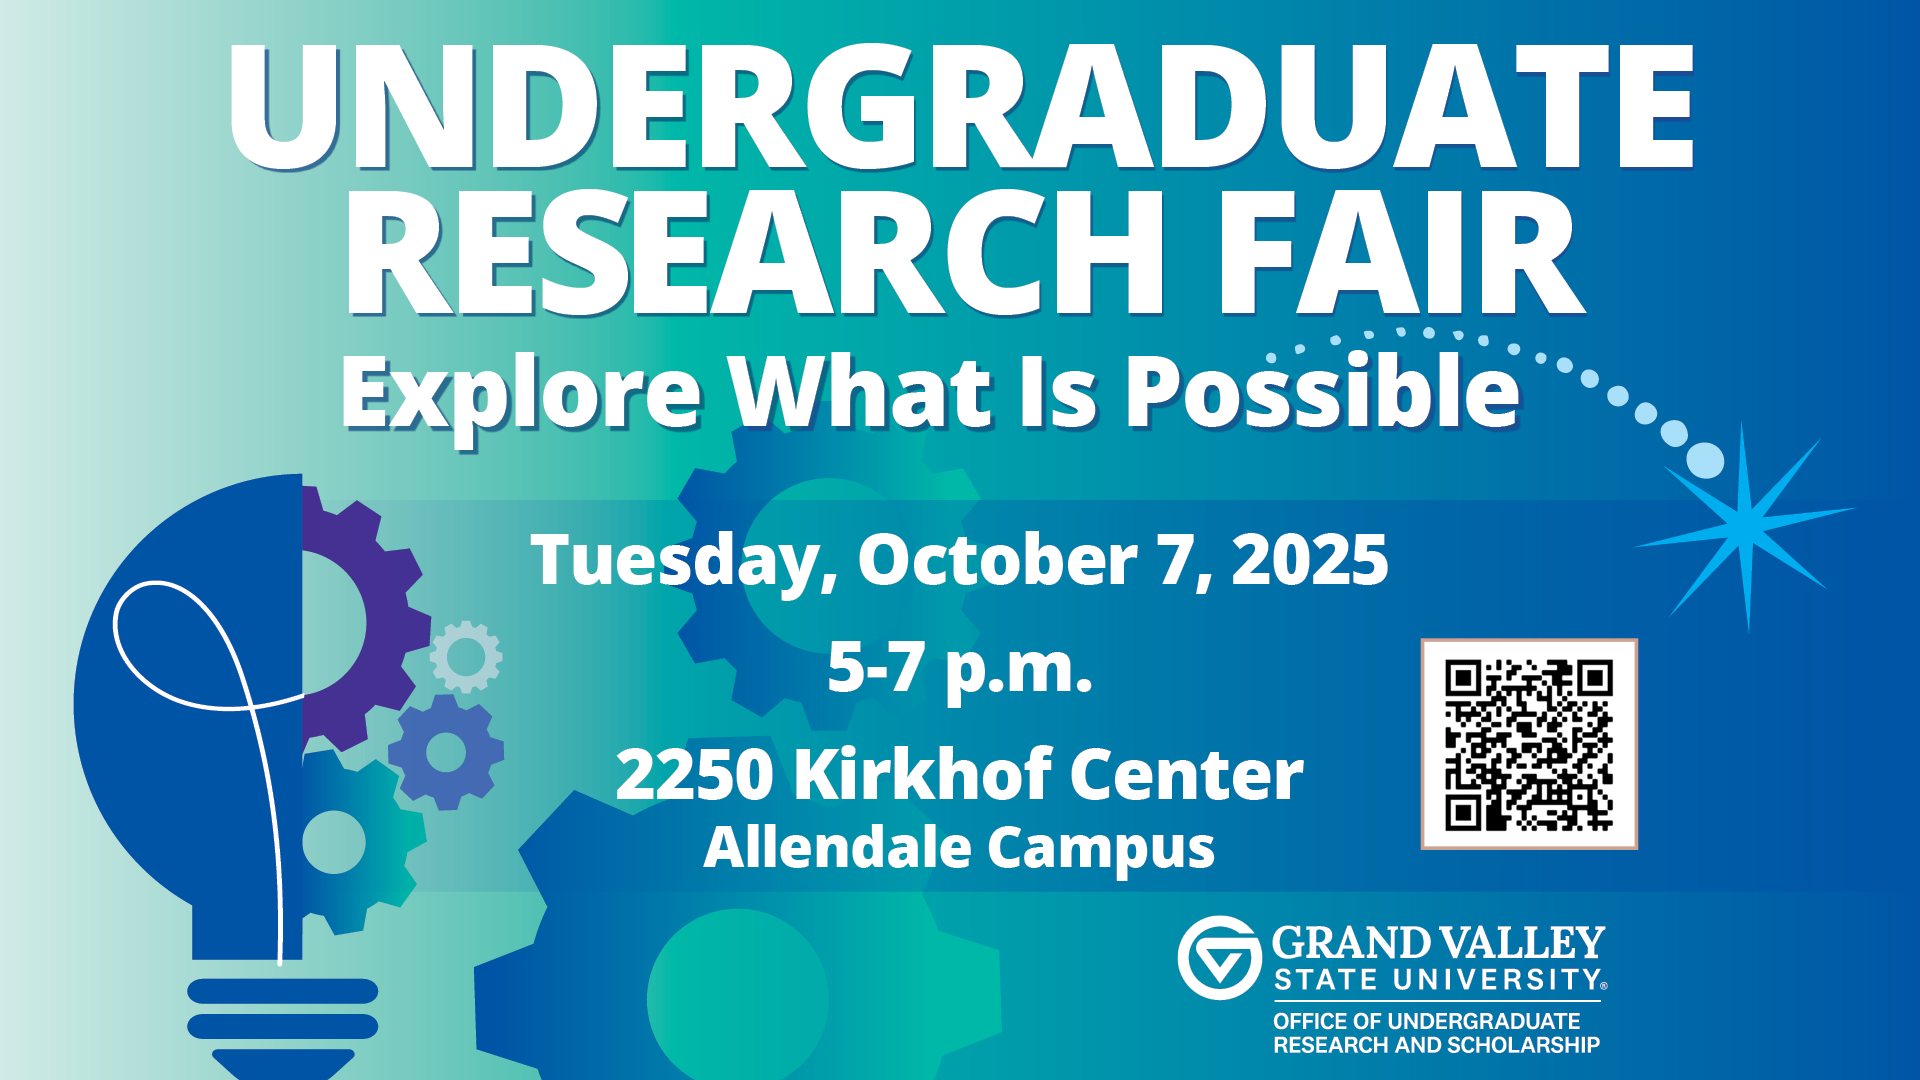 UNDERGRADUATE
RESEARCH FAIR
Explore What Is Possible
Tuesday, October 7, 2025
5-7 p.m.
2250 Kirkhof Center
Allendale Campus
GRAND VALLEY
STATE UNIVERSITY®
OFFICE OF UNDERGRADUATE
RESEARCH AND SCHOLARSHIP